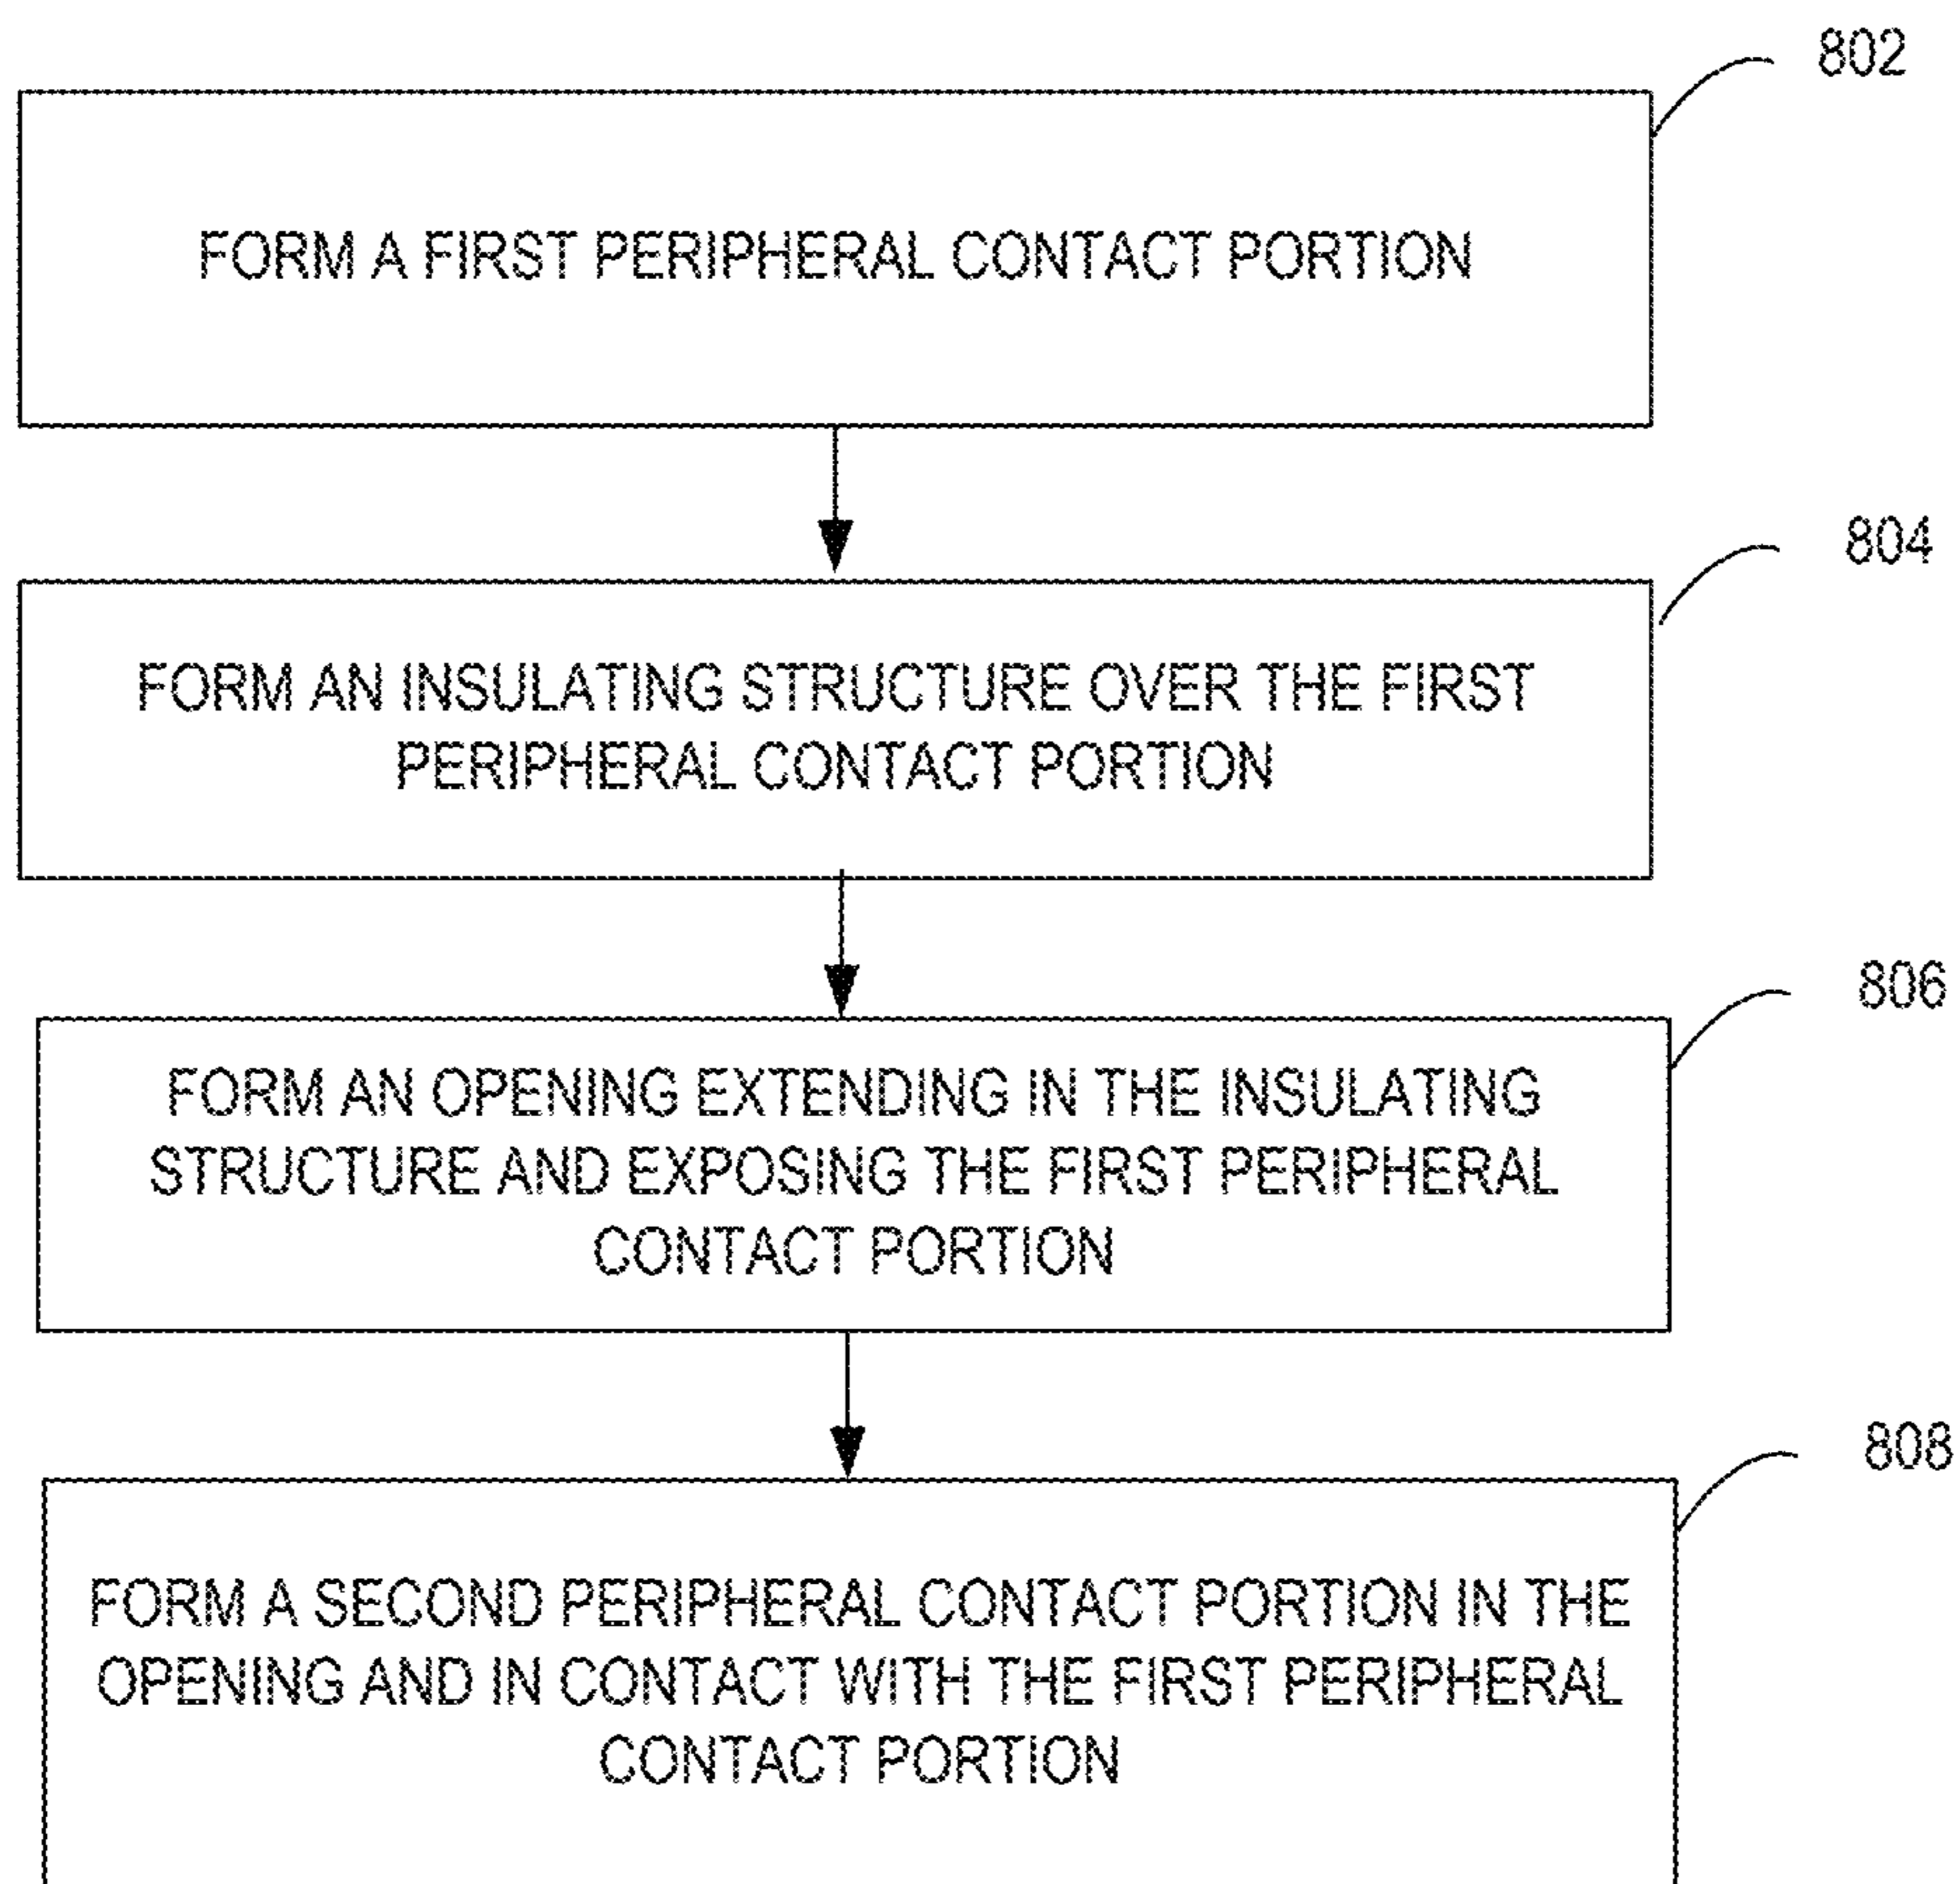 802
FORM A FIRST PERIPHERAL CONTACT PORTION
804
FORM AN INSULATING STRUCTURE OVER THE FIRST
PERIPHERAL CONTACT PORTION
806
FORM AN OPENING EXTENDING IN THE INSULATING
STRUCTURE AND EXPOSING THE FIRST PERIPHERAL
CONTACT PORTION
808
FORM A SECOND PERIPHERAL CONTACT PORTION IN THE
OPENING AND IN CONTACT WITH THE FIRST PERIPHERAL
CONTACT PORTION